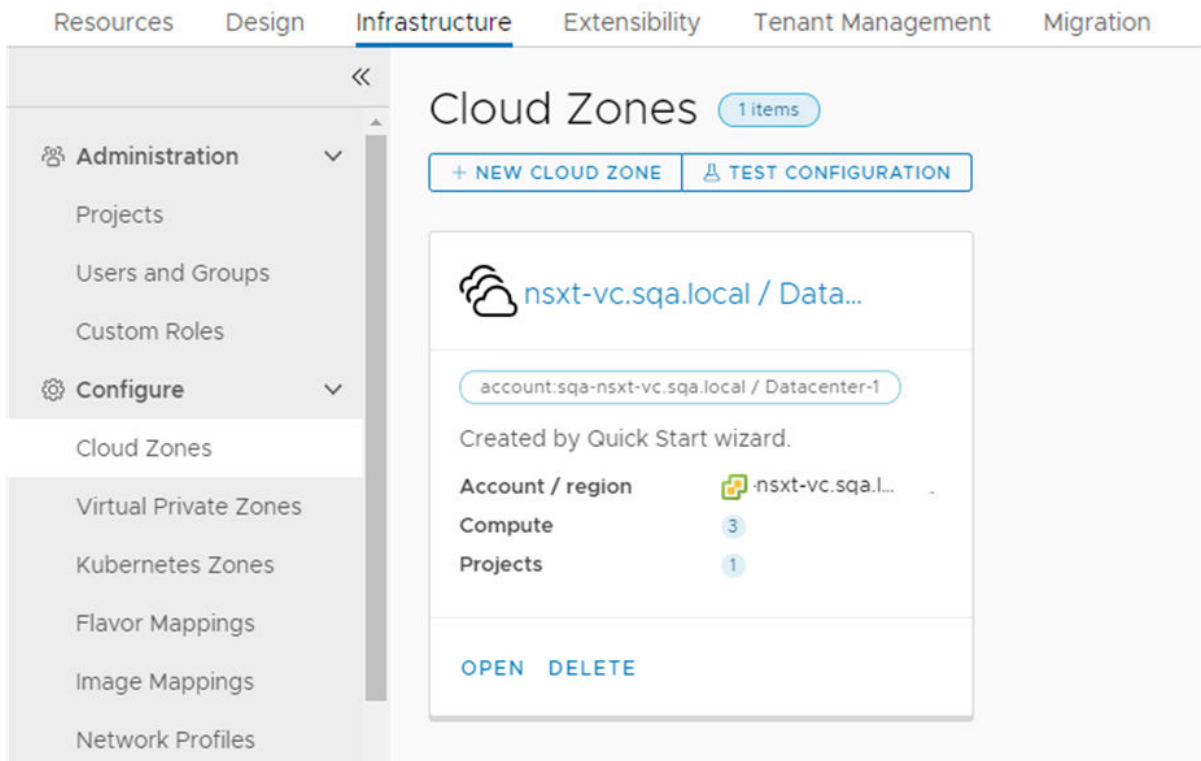 Resources Design Infrastructure Extensibility Tenant Management Migration
Administration
Projects
Users and Groups
Custom Roles
Configure
Cloud Zones
Virtual Private Zones
Kubernetes Zones
Flavor Mappings
Image Mappings
Network Profiles
Cloud Zones 1 items
+ NEW CLOUD ZONE TEST CONFIGURATION
nsxt-vc.sqa.local / Data...
account:sqa-nsxt-vc.sqa.local / Datacenter-1
Created by Quick Start wizard.
Account / region -nsxt-vc.sqa.l...
Compute 3
Projects 1
OPEN DELETE